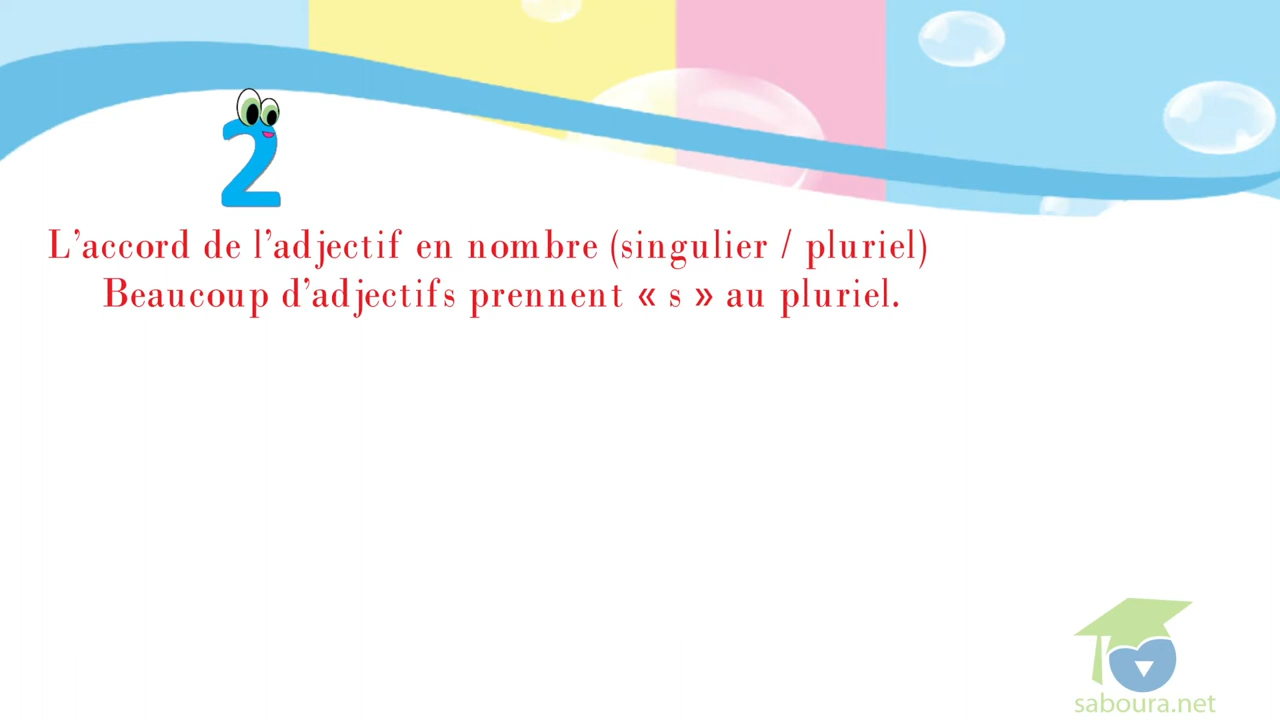 2
L'accord de l'adjectif en nombre (singulier / pluriel)
Beaucoup d'adjectifs prennent « s » au pluriel.
saboura.net